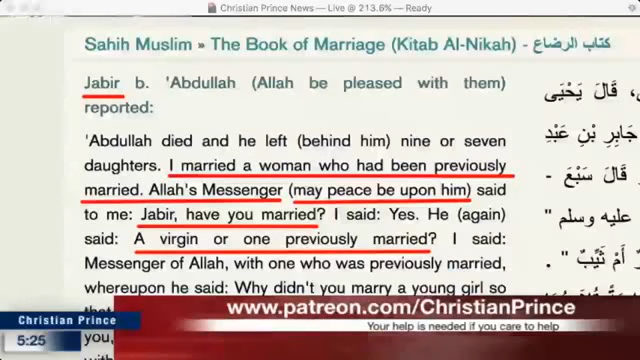 Christian Prince News — Live @ 213.6% — Ready
Sahih Muslim » The Book of Marriage (Kitab Al-Nikah) - كتاب الرضاع
Jabir b. 'Abdullah (Allah be pleased with them)
reported:
'Abdullah died and he left (behind him) nine or seven
daughters. I married a woman who had been previously
married. Allah's Messenger (may peace be upon him) said
to me: Jabir, have you married? I said: Yes. He (again)
said: A virgin or one previously married? I said:
Messenger of Allah, with one who was previously married,
whereupon he said: Why didn't you marry a young girl so
you,
قَالَ يَحْيَى
جَابِرِ بْنِ عَبْدِ
قَالَ سَبْعَ -
عليه وسلم "
أَمْ ثَيِّبٌ " .
www.patreon.com/ChristianPrince
Your help is needed if you care to help
Christian Prince
5:25